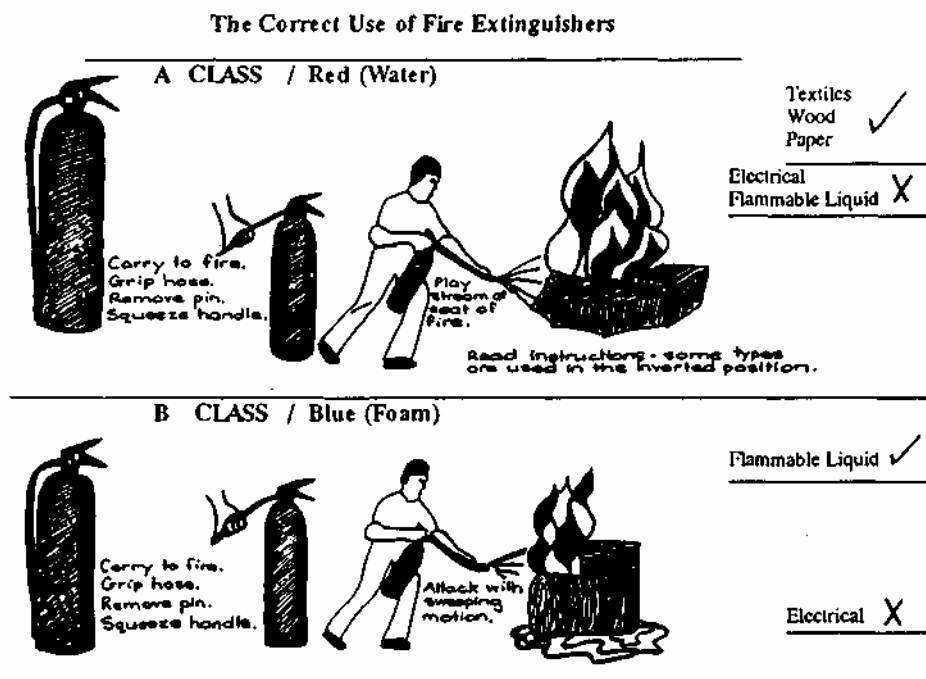 The Correct Use of Fire Extinguishers
A CLASS / Red (Water)
Textiles
Wood
Paper
Electrical
Flammable Liquid
Carry to fire.
Grip hose.
Remove pin.
Squeeze handle.
Play
stream at
seat of
fire.
Read instructions - some types
are used in the inverted position.
B CLASS / Blue (Foam)
Flammable Liquid
Carry to fire.
Grip hose.
Remove pin.
Squeeze handle.
Attack with
sweeping
motion.
Electrical